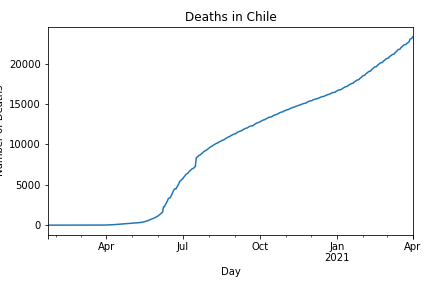 Deaths in Chile
Number of Deaths
20000
15000
10000
5000
0
Apr
Jul
Oct
Jan
2021
Apr
Day